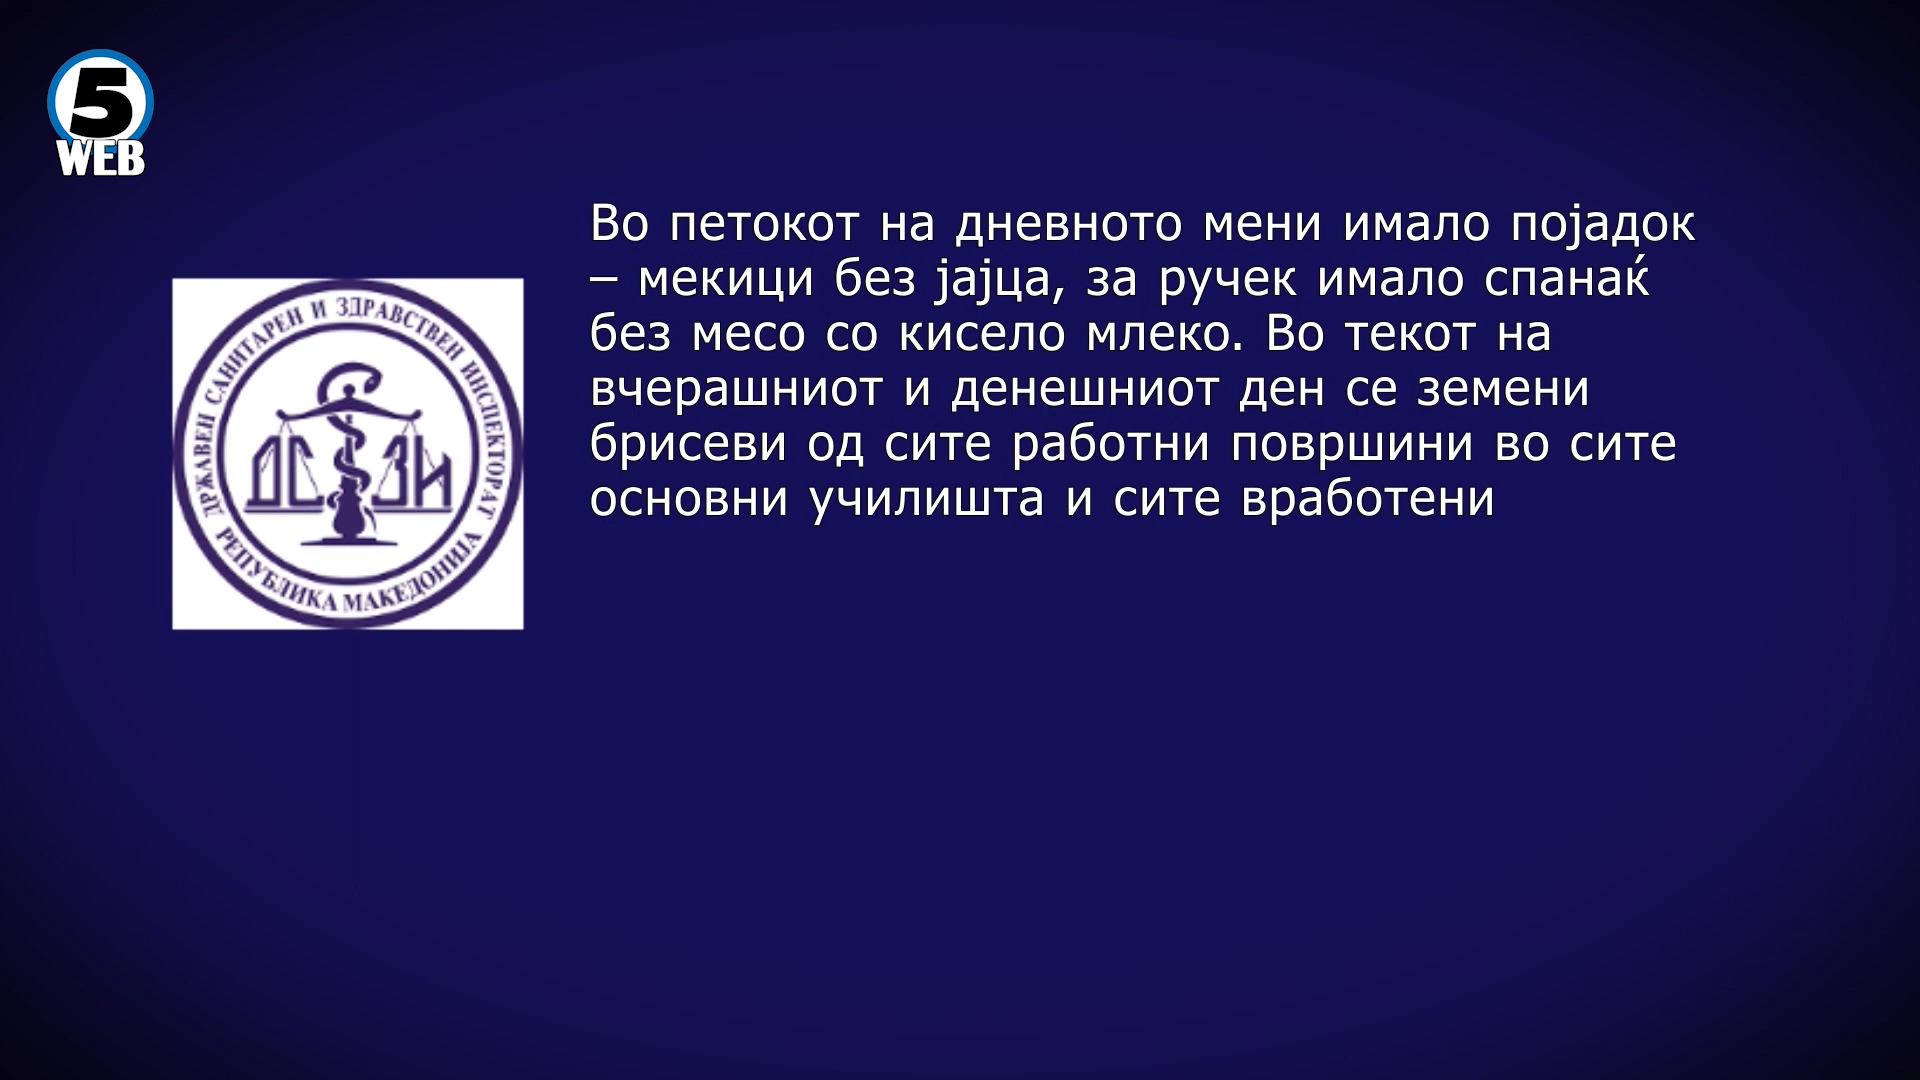 5
WEB
Во петокот на дневното мени имало појадок
– мекици без јајца, за ручек имало спанаќ
без месо со кисело млеко. Во текот на
вчерашниот и денешниот ден се земени
брисеви од сите работни површини во сите
основни училишта и сите вработени
ДРЖАВЕН САНИТАРЕН И ЗДРАВСТВЕН ИНСПЕКТОРАТ
ДС ЗИ
РЕПУБЛИКА МАКЕДОНИЈА